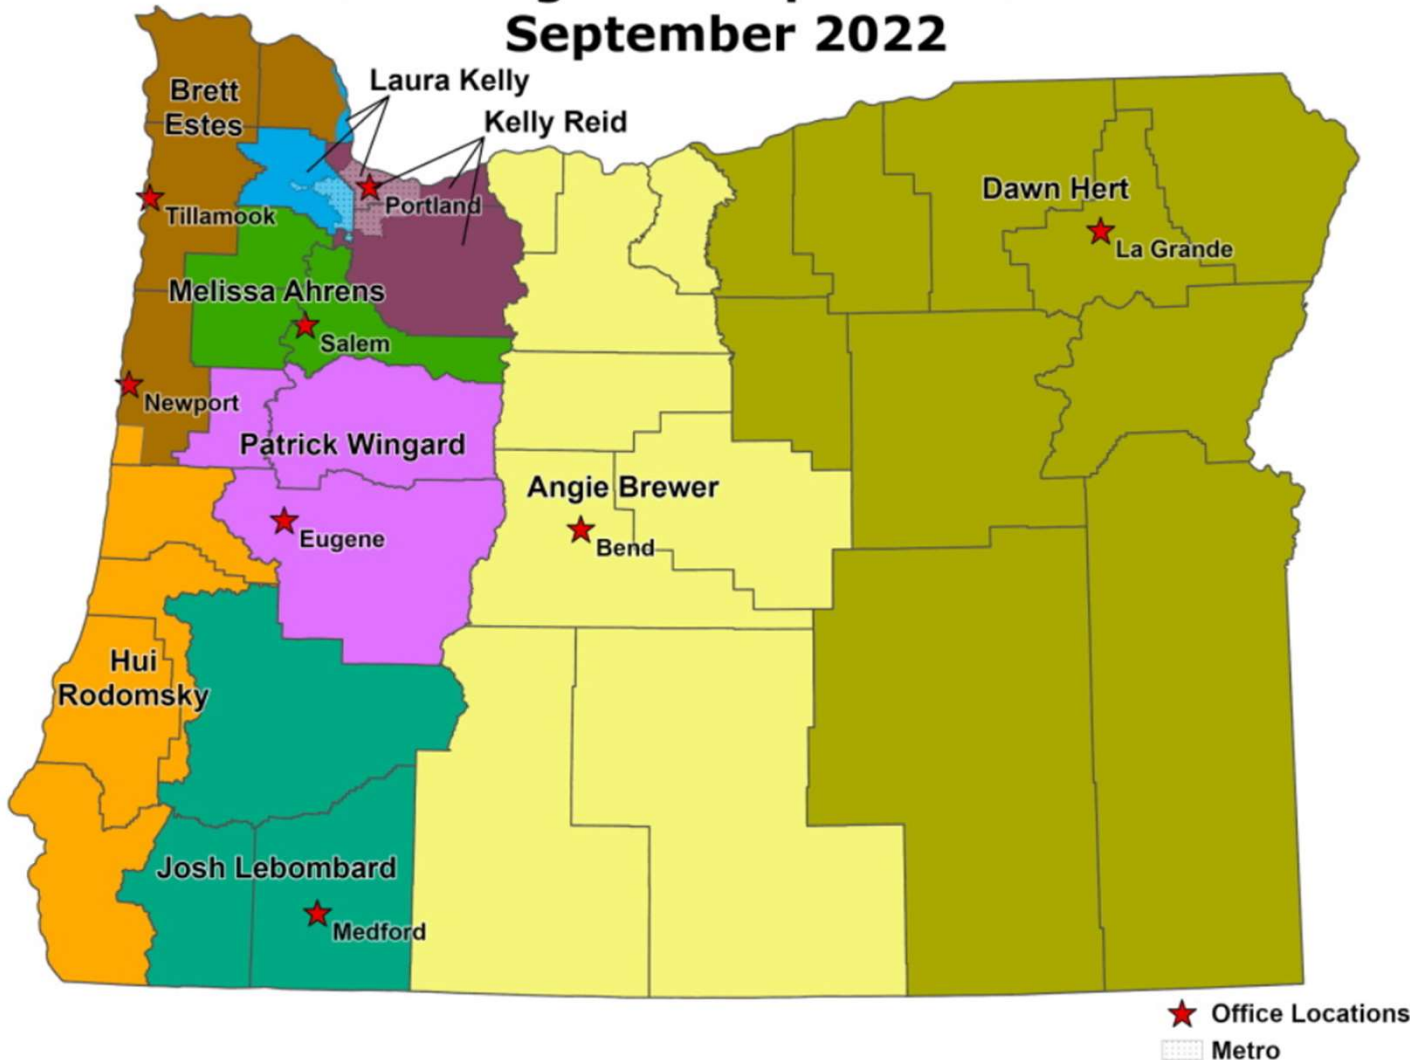 September 2022
Laura Kelly
Brett
Estes
Kelly Reid
Dawn Hert
Portland
Tillamook
La Grande
Melissa Ahrens
Salem
Newport
Patrick Wingard
Angie Brewer
Eugene
Bend
Hui
Rodomsky
Josh Lebombard
Medford
Office Locations
Metro